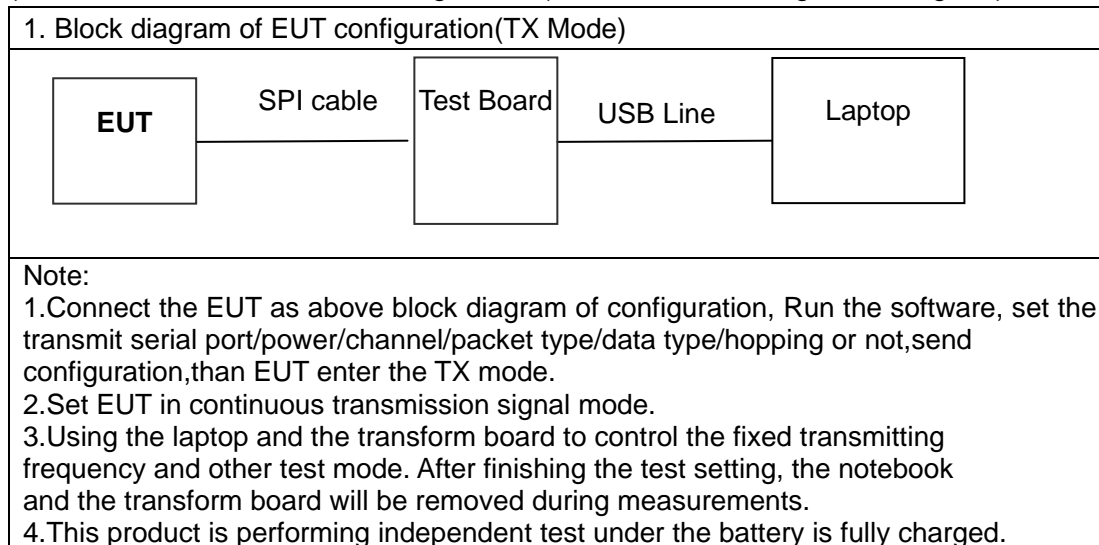 1. Block diagram of EUT configuration(TX Mode)
EUT
SPI cable
Test Board
USB Line
Laptop
Note:
1.Connect the EUT as above block diagram of configuration, Run the software, set the
transmit serial port/power/channel/packet type/data type/hopping or not,send
configuration,than EUT enter the TX mode.
2.Set EUT in continuous transmission signal mode.
3.Using the laptop and the transform board to control the fixed transmitting
frequency and other test mode. After finishing the test setting, the notebook
and the transform board will be removed during measurements.
4.This product is performing independent test under the battery is fully charged.